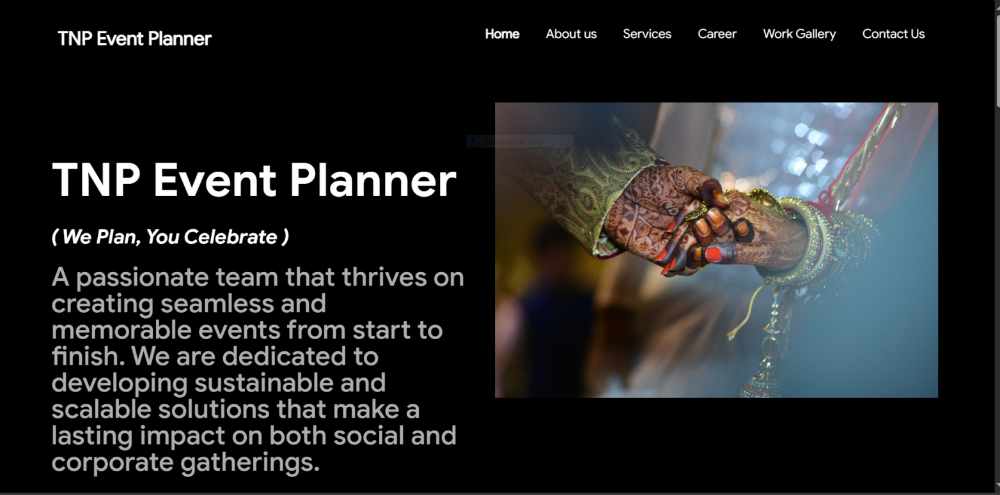 TNP Event Planner
Home About us Services Career Work Gallery Contact Us
Rectangular Snip
TNP Event Planner
( We Plan, You Celebrate )
A passionate team that thrives on
creating seamless and
memorable events from start to
finish. We are dedicated to
developing sustainable and
scalable solutions that make a
lasting impact on both social and
corporate gatherings.